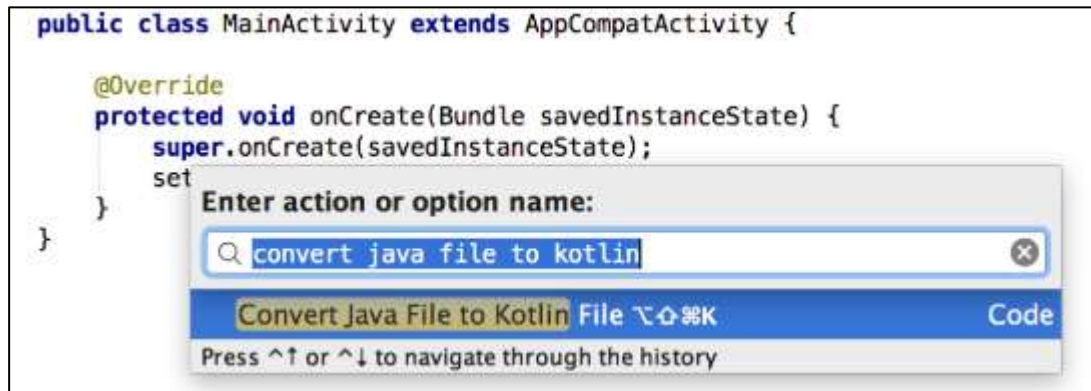 public class MainActivity extends AppCompatActivity {
@Override
protected void onCreate(Bundle savedInstanceState) {
super.onCreate(savedInstanceState);
set
}
}
Enter action or option name:
convert java file to kotlin
Convert Java File to Kotlin File ⌥⇧⌘K Code
Press ^↑ or ^↓ to navigate through the history